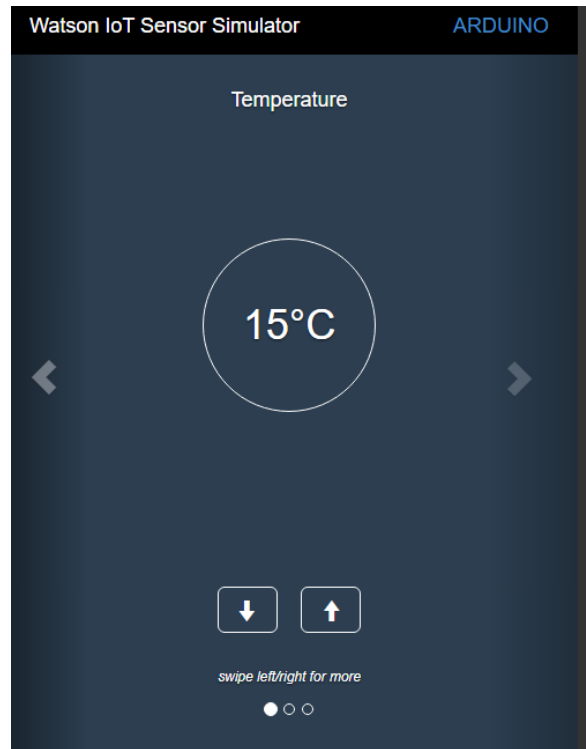 Watson IoT Sensor Simulator ARDUINO
Temperature
15°C
swipe left/right for more